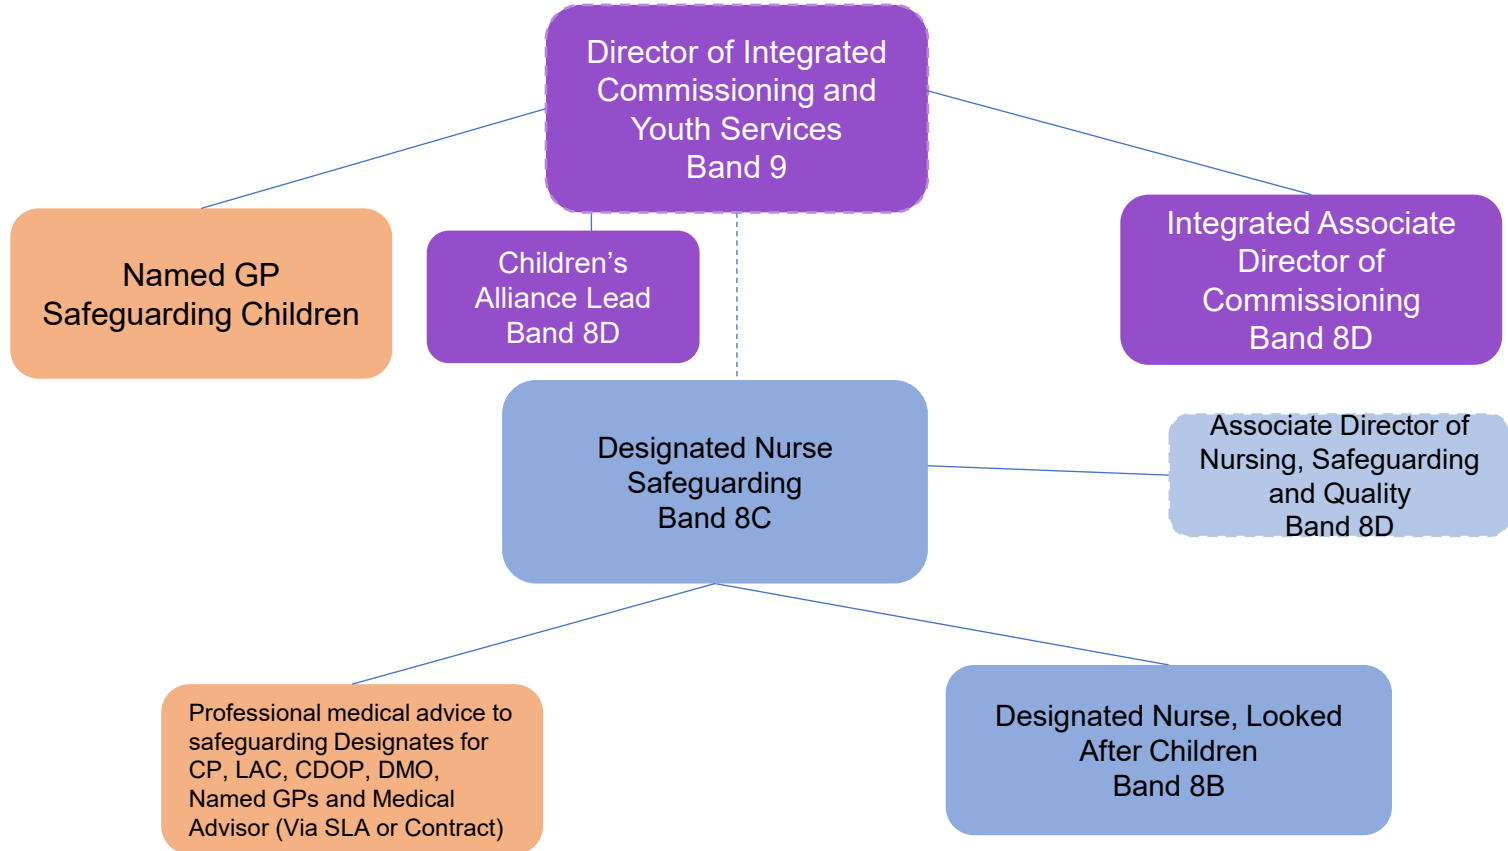 Director of Integrated
Commissioning and
Youth Services
Band 9
Named GP
Safeguarding Children
Children’s
Alliance Lead
Band 8D
Integrated Associate
Director of
Commissioning
Band 8D
Designated Nurse
Safeguarding
Band 8C
Associate Director of
Nursing, Safeguarding
and Quality
Band 8D
Professional medical advice to
safeguarding Designates for
CP, LAC, CDOP, DMO,
Named GPs and Medical
Advisor (Via SLA or Contract)
Designated Nurse, Looked
After Children
Band 8B